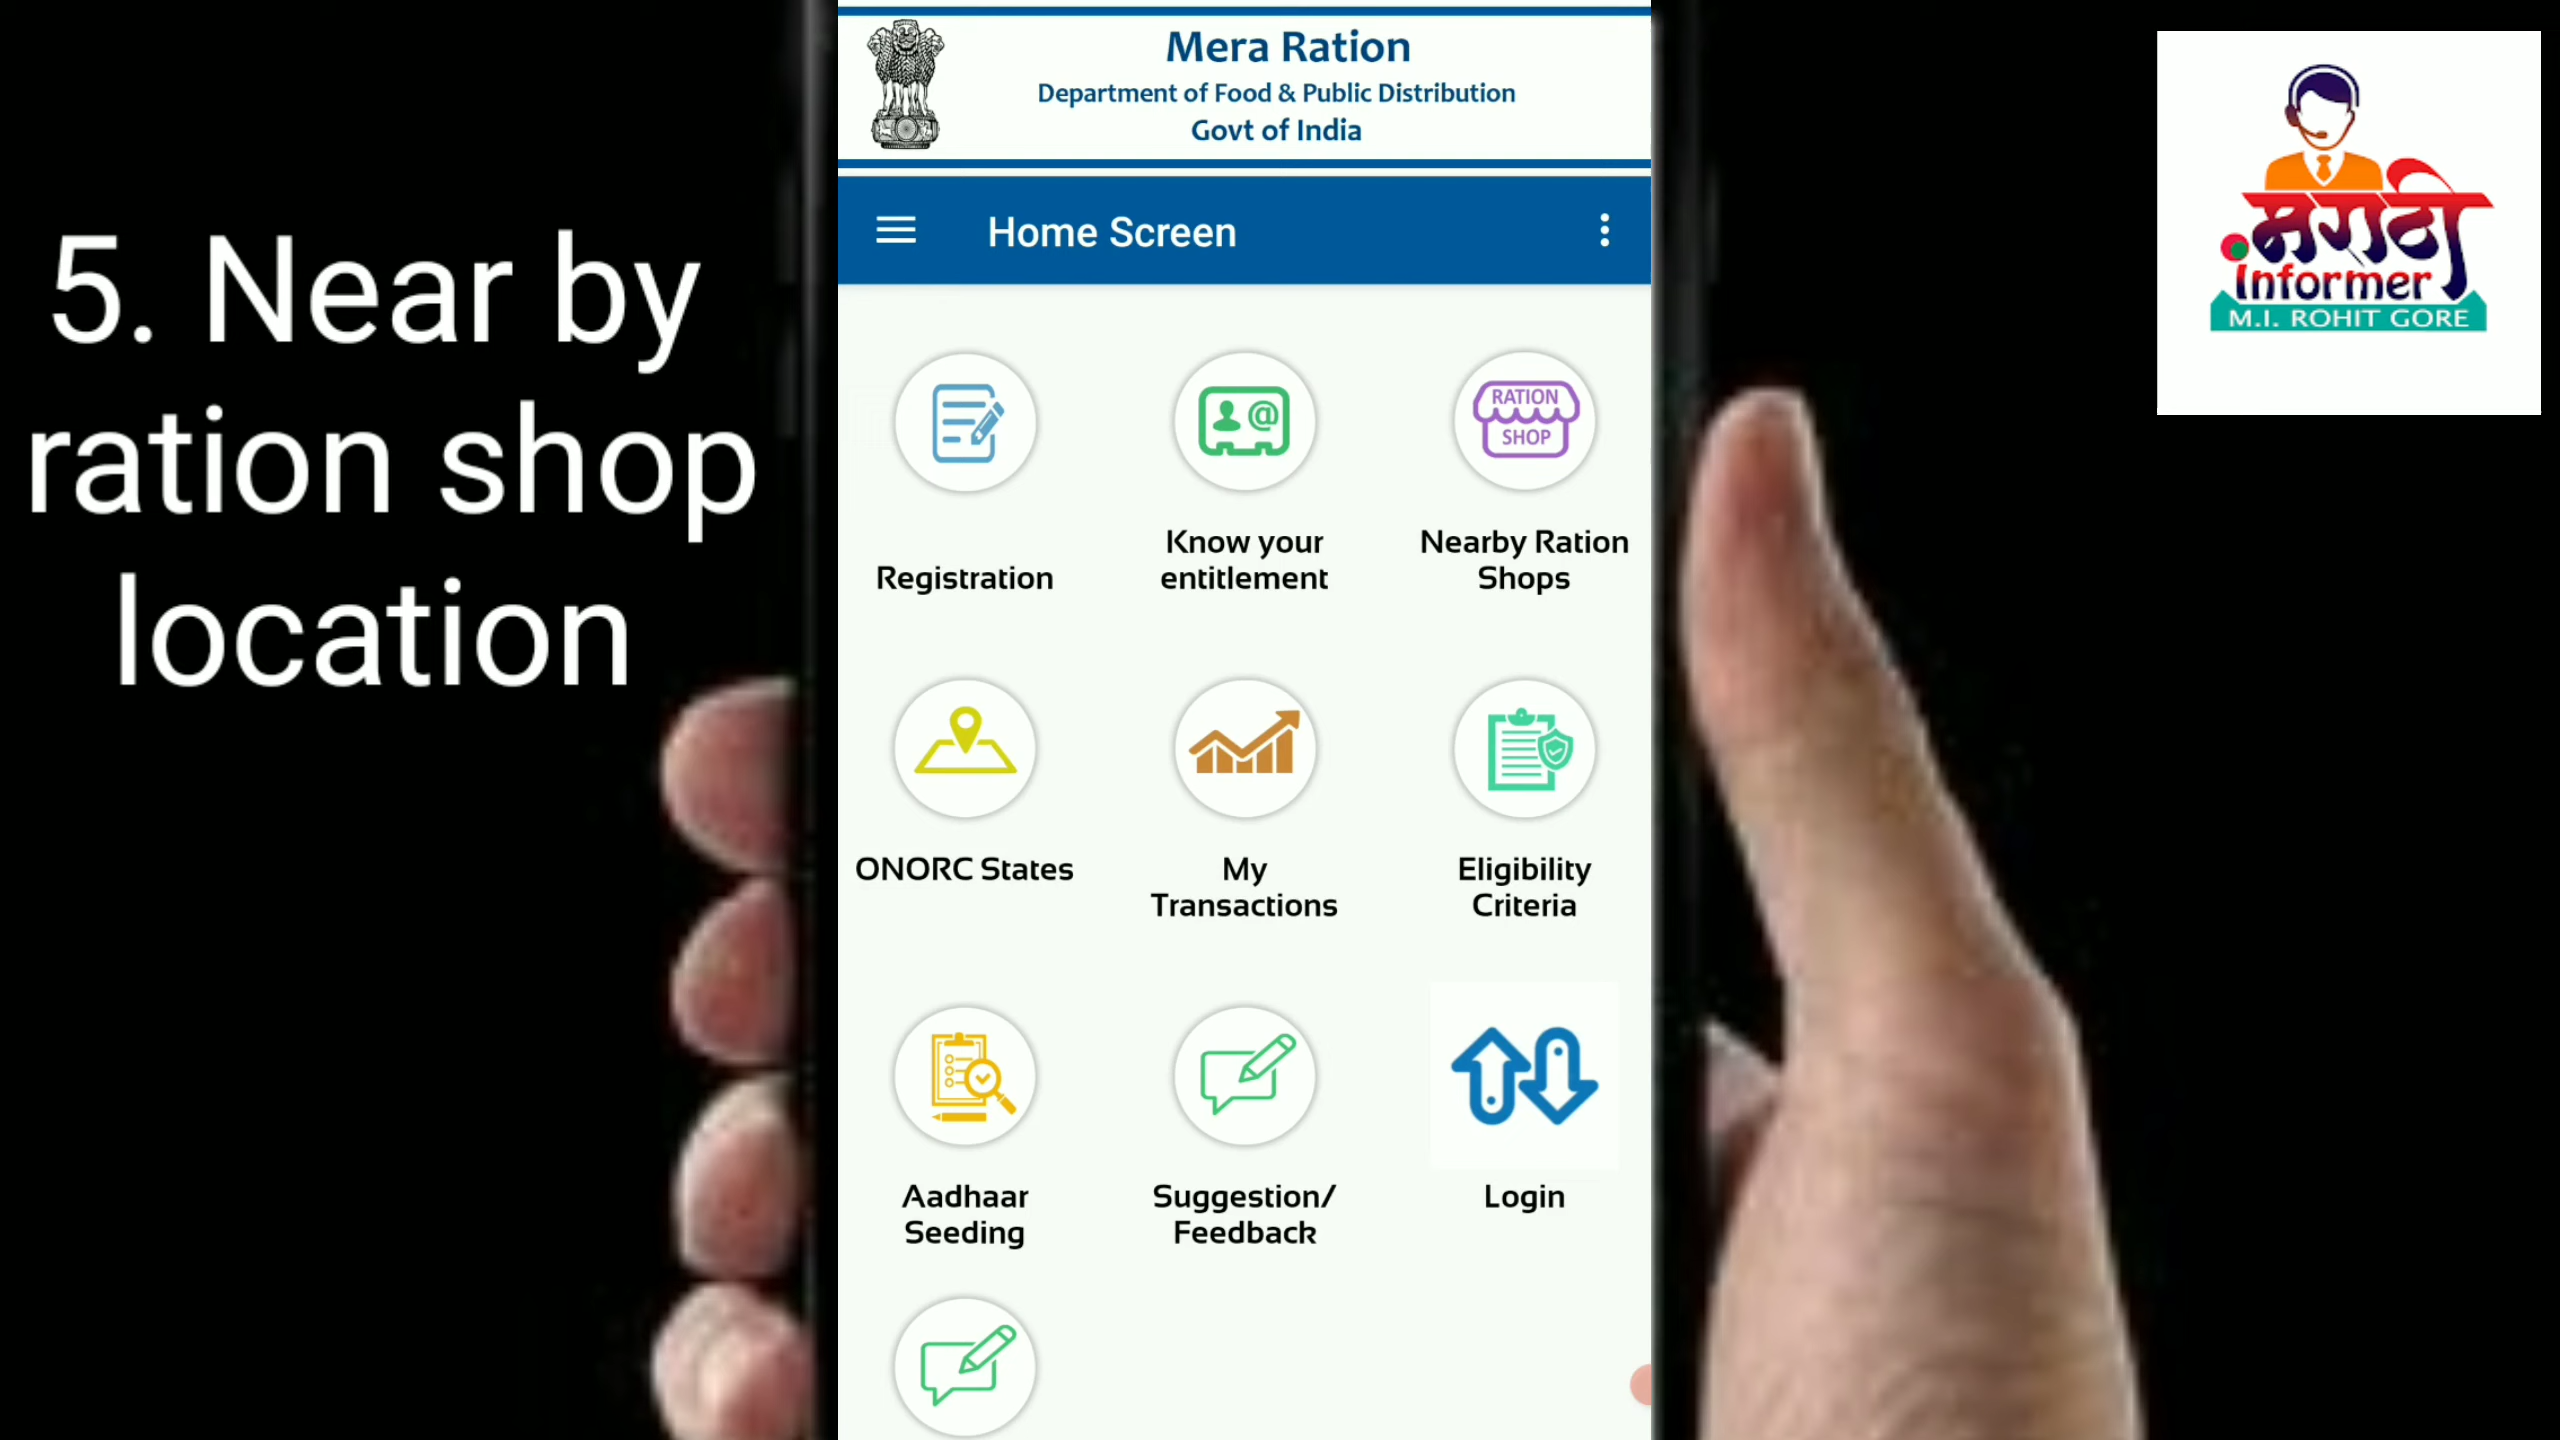 5. Near by
ration shop
location
Mera Ration
Department of Food & Public Distribution
Govt of India
Home Screen
RATION
SHOP
Registration
Know your
entitlement
Nearby Ration
Shops
ONORC States
My
Transactions
Eligibility
Criteria
Aadhaar
Seeding
Suggestion/
Feedback
Login
मराठी
Informer
M.I. ROHIT GORE